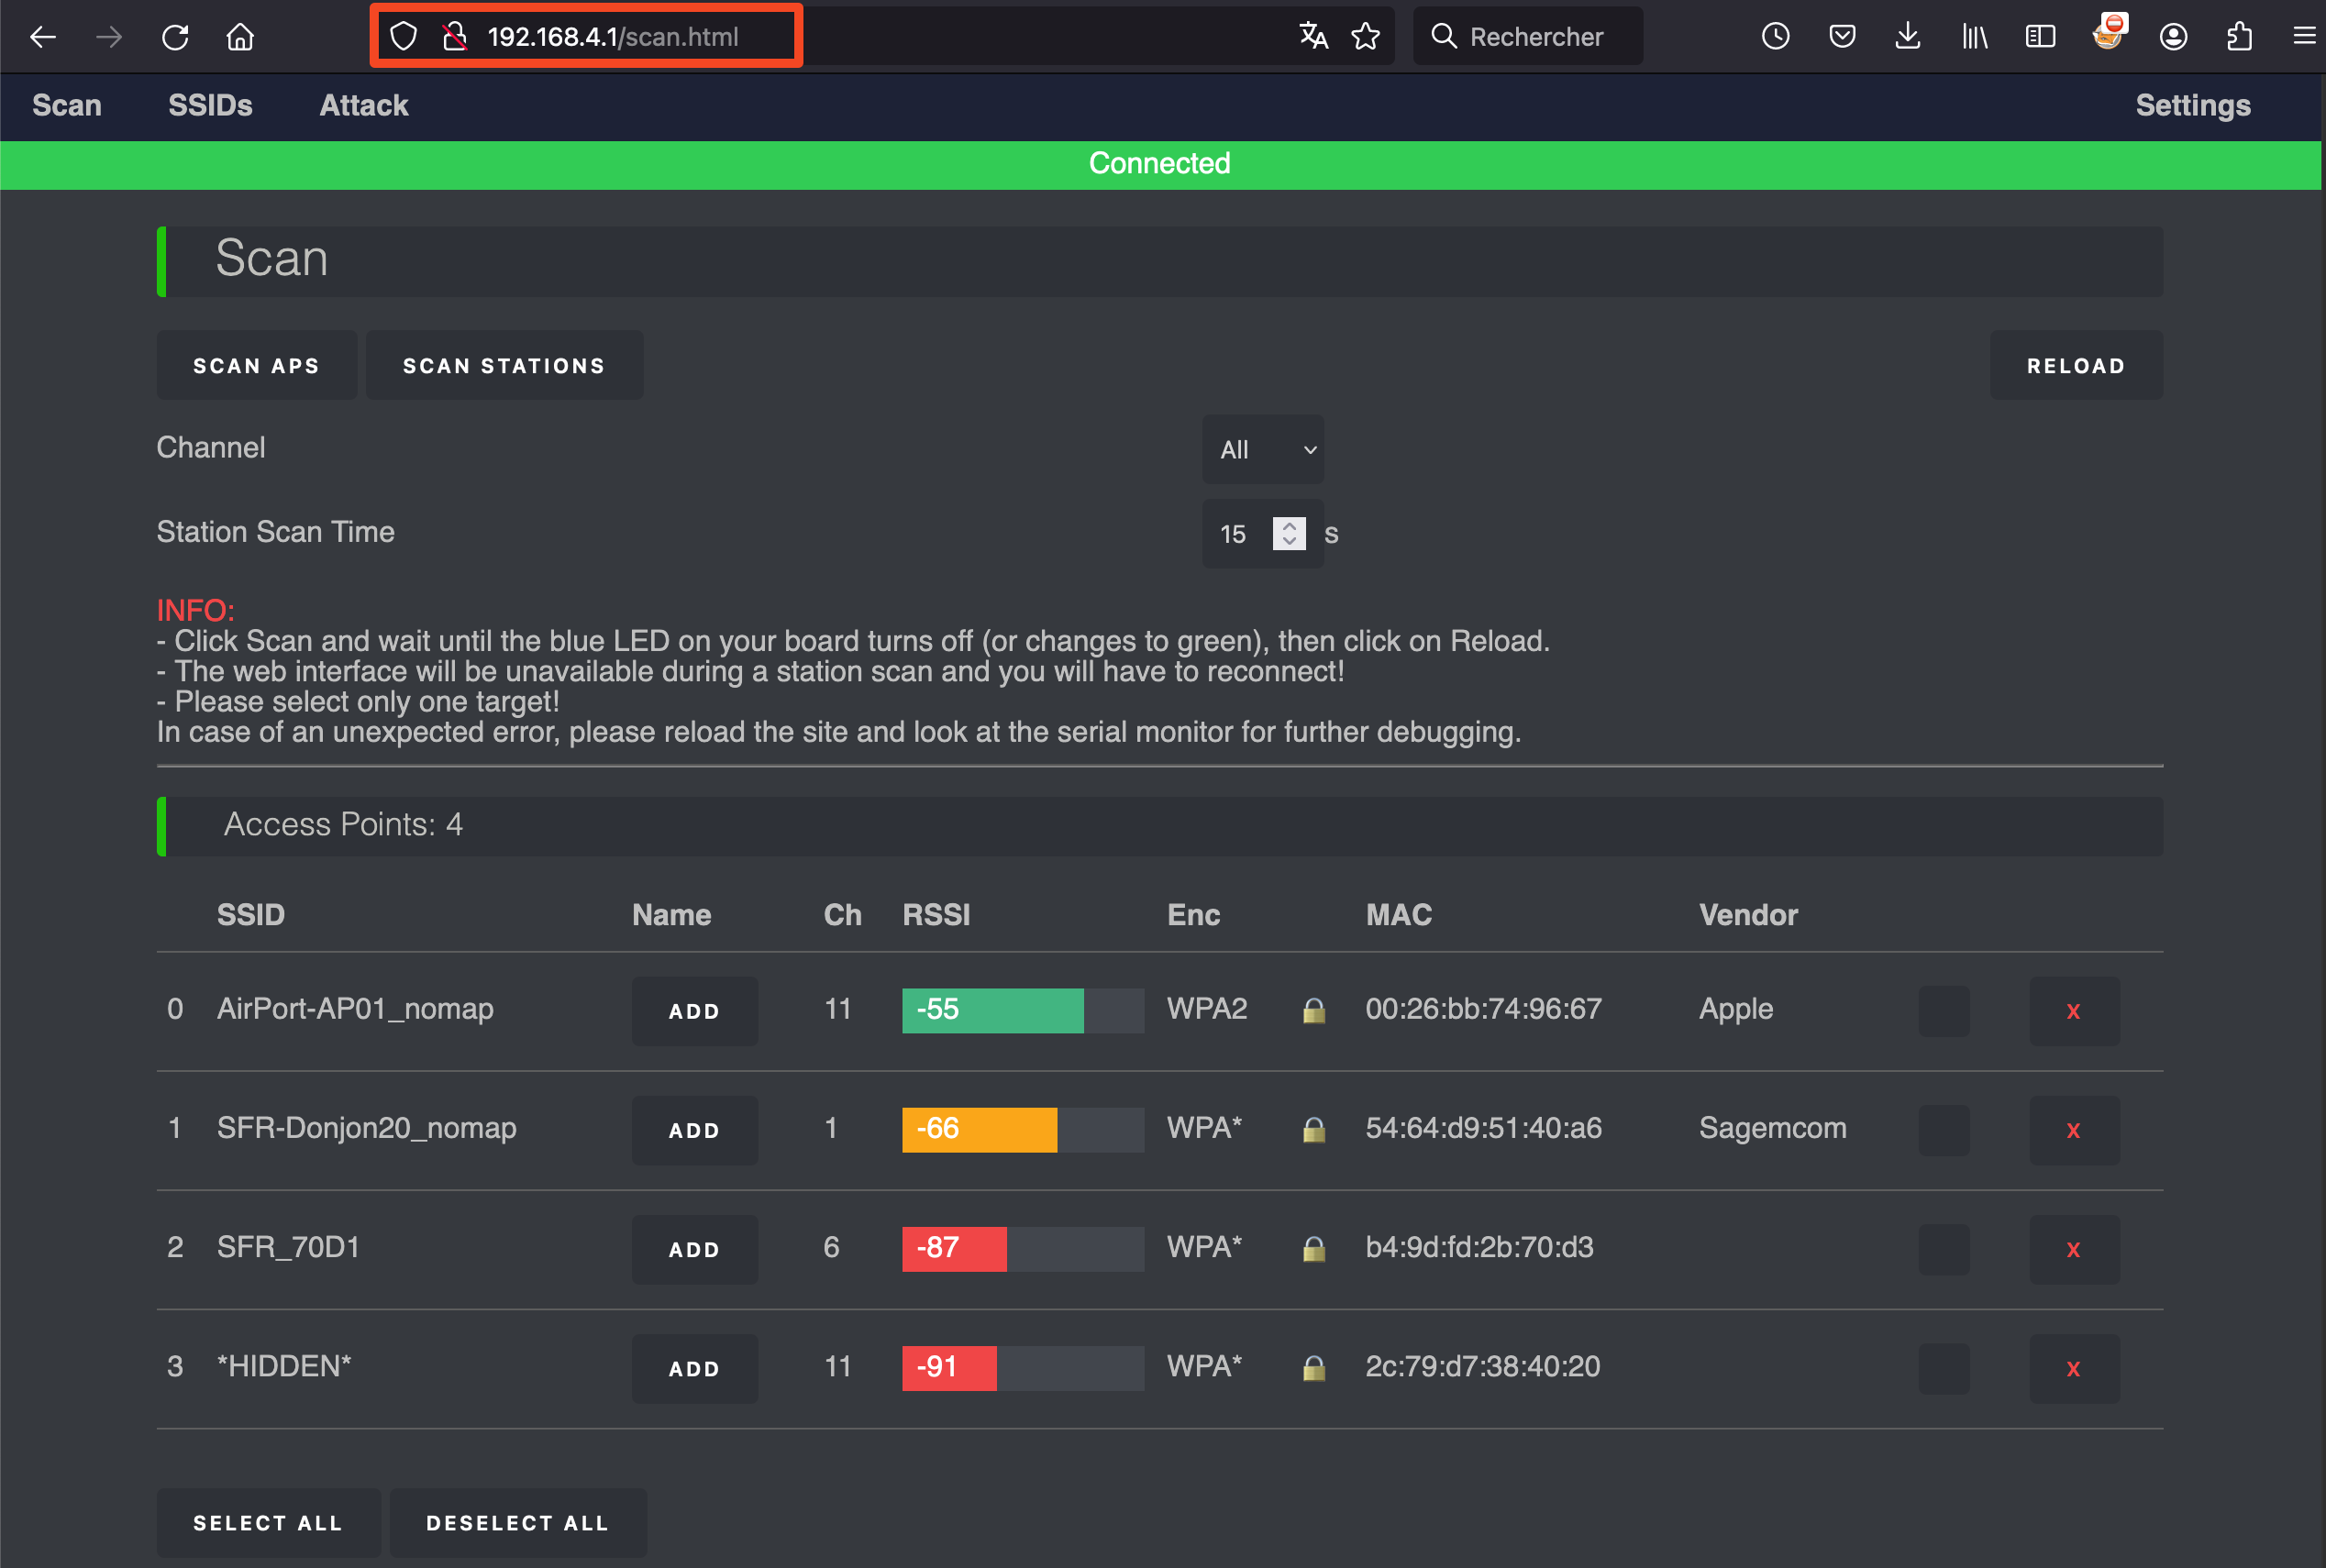 192.168.4.1/scan.html Rechercher
Scan SSIDs Attack Settings
Connected
Scan
SCAN APS SCAN STATIONS RELOAD
Channel All
Station Scan Time 15 s
INFO:
- Click Scan and wait until the blue LED on your board turns off (or changes to green), then click on Reload.
- The web interface will be unavailable during a station scan and you will have to reconnect!
- Please select only one target!
In case of an unexpected error, please reload the site and look at the serial monitor for further debugging.
Access Points: 4
SSID Name Ch RSSI Enc MAC Vendor
0 AirPort-AP01_nomap ADD 11 -55 WPA2 00:26:bb:74:96:67 Apple x
1 SFR-Donjon20_nomap ADD 1 -66 WPA* 54:64:d9:51:40:a6 Sagemcom x
2 SFR_70D1 ADD 6 -87 WPA* b4:9d:fd:2b:70:d3 x
3 *HIDDEN* ADD 11 -91 WPA* 2c:79:d7:38:40:20 x
SELECT ALL DESELECT ALL